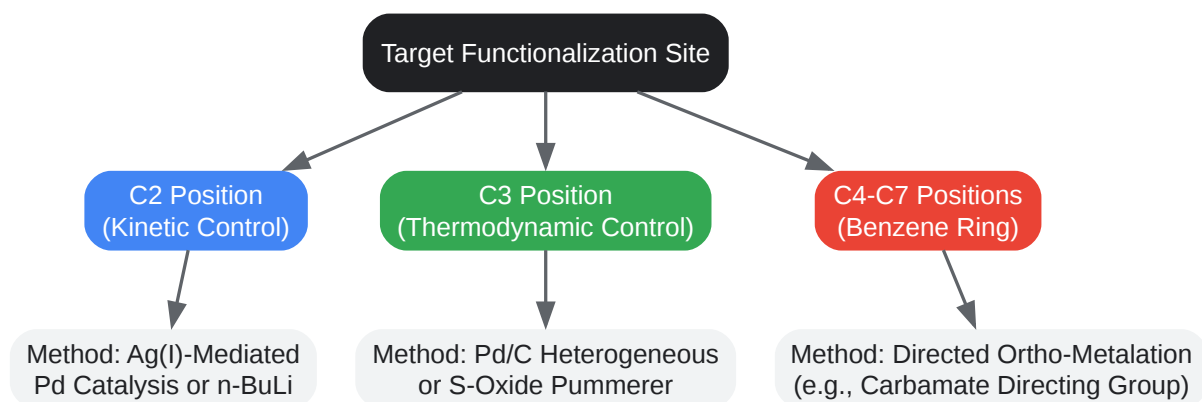 Target Functionalization Site
C2 Position
(Kinetic Control)
C3 Position
(Thermodynamic Control)
C4-C7 Positions
(Benzene Ring)
Method: Ag(I)-Mediated
Pd Catalysis or n-BuLi
Method: Pd/C Heterogeneous
or S-Oxide Pummerer
Method: Directed Ortho-Metalation
(e.g., Carbamate Directing Group)